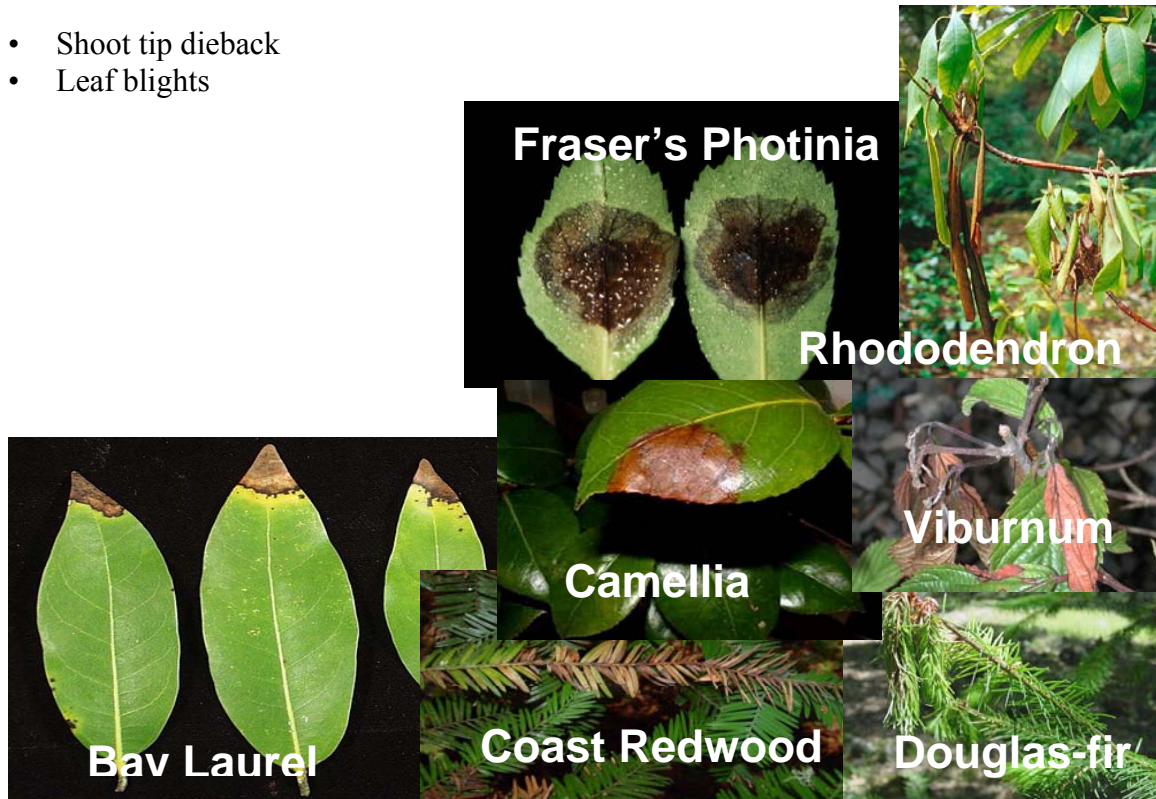 • Shoot tip dieback
• Leaf blights
Fraser's Photinia
Rhododendron
Viburnum
Camellia
Bay Laurel
Coast Redwood
Douglas-fir